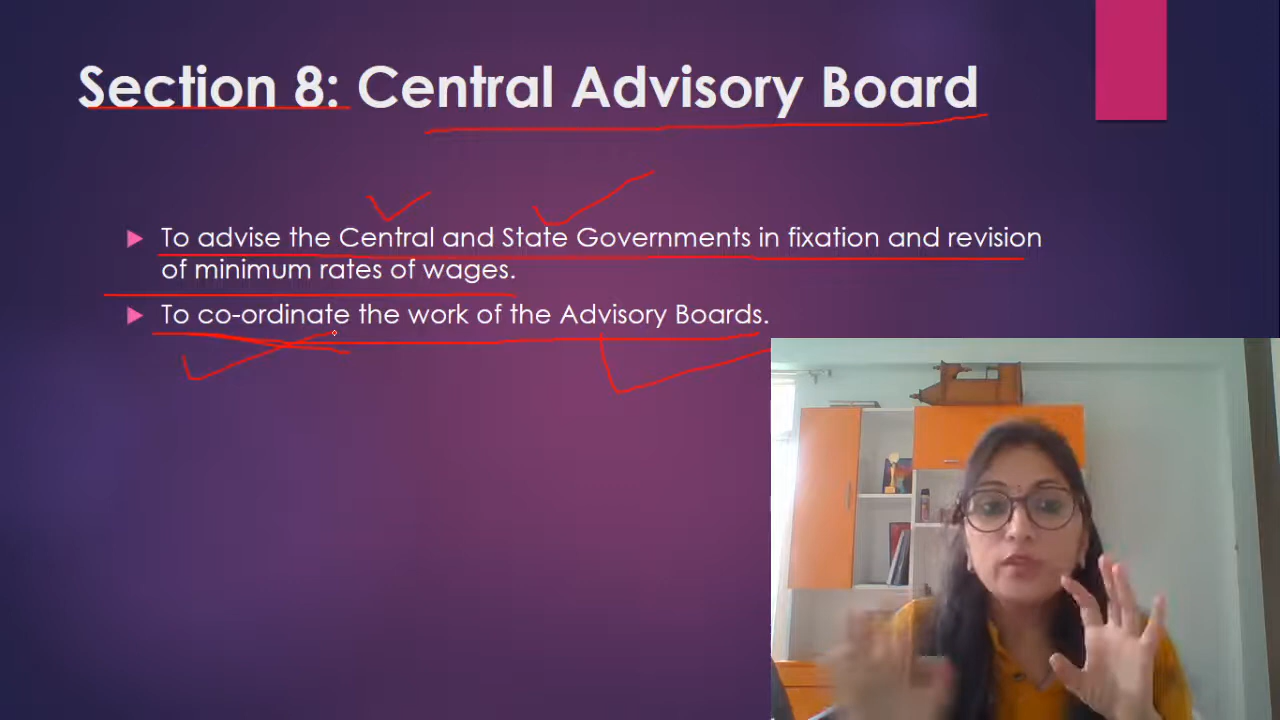 Section 8: Central Advisory Board
To advise the Central and State Governments in fixation and revision
of minimum rates of wages.
To co-ordinate the work of the Advisory Boards.